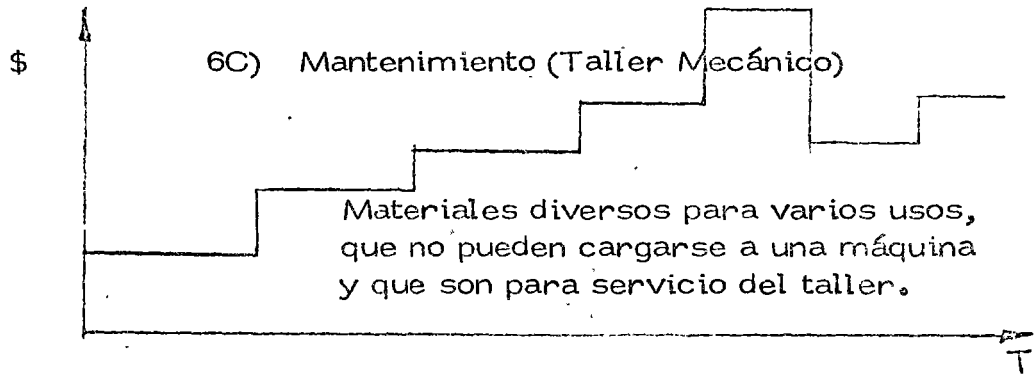 $
6C) Mantenimiento (Taller Mecánico)
Materiales diversos para varios usos,
que no pueden cargarse a una máquina
y que son para servicio del taller.
T